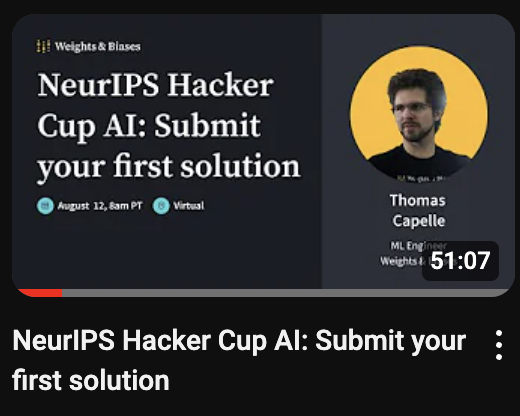 Weights & Biases
NeurIPS Hacker
Cup AI: Submit
your first solution
August 12, 8am PT
Virtual
Thomas
Capelle
ML Engineer
Weights &
51:07
NeurIPS Hacker Cup AI: Submit your
first solution